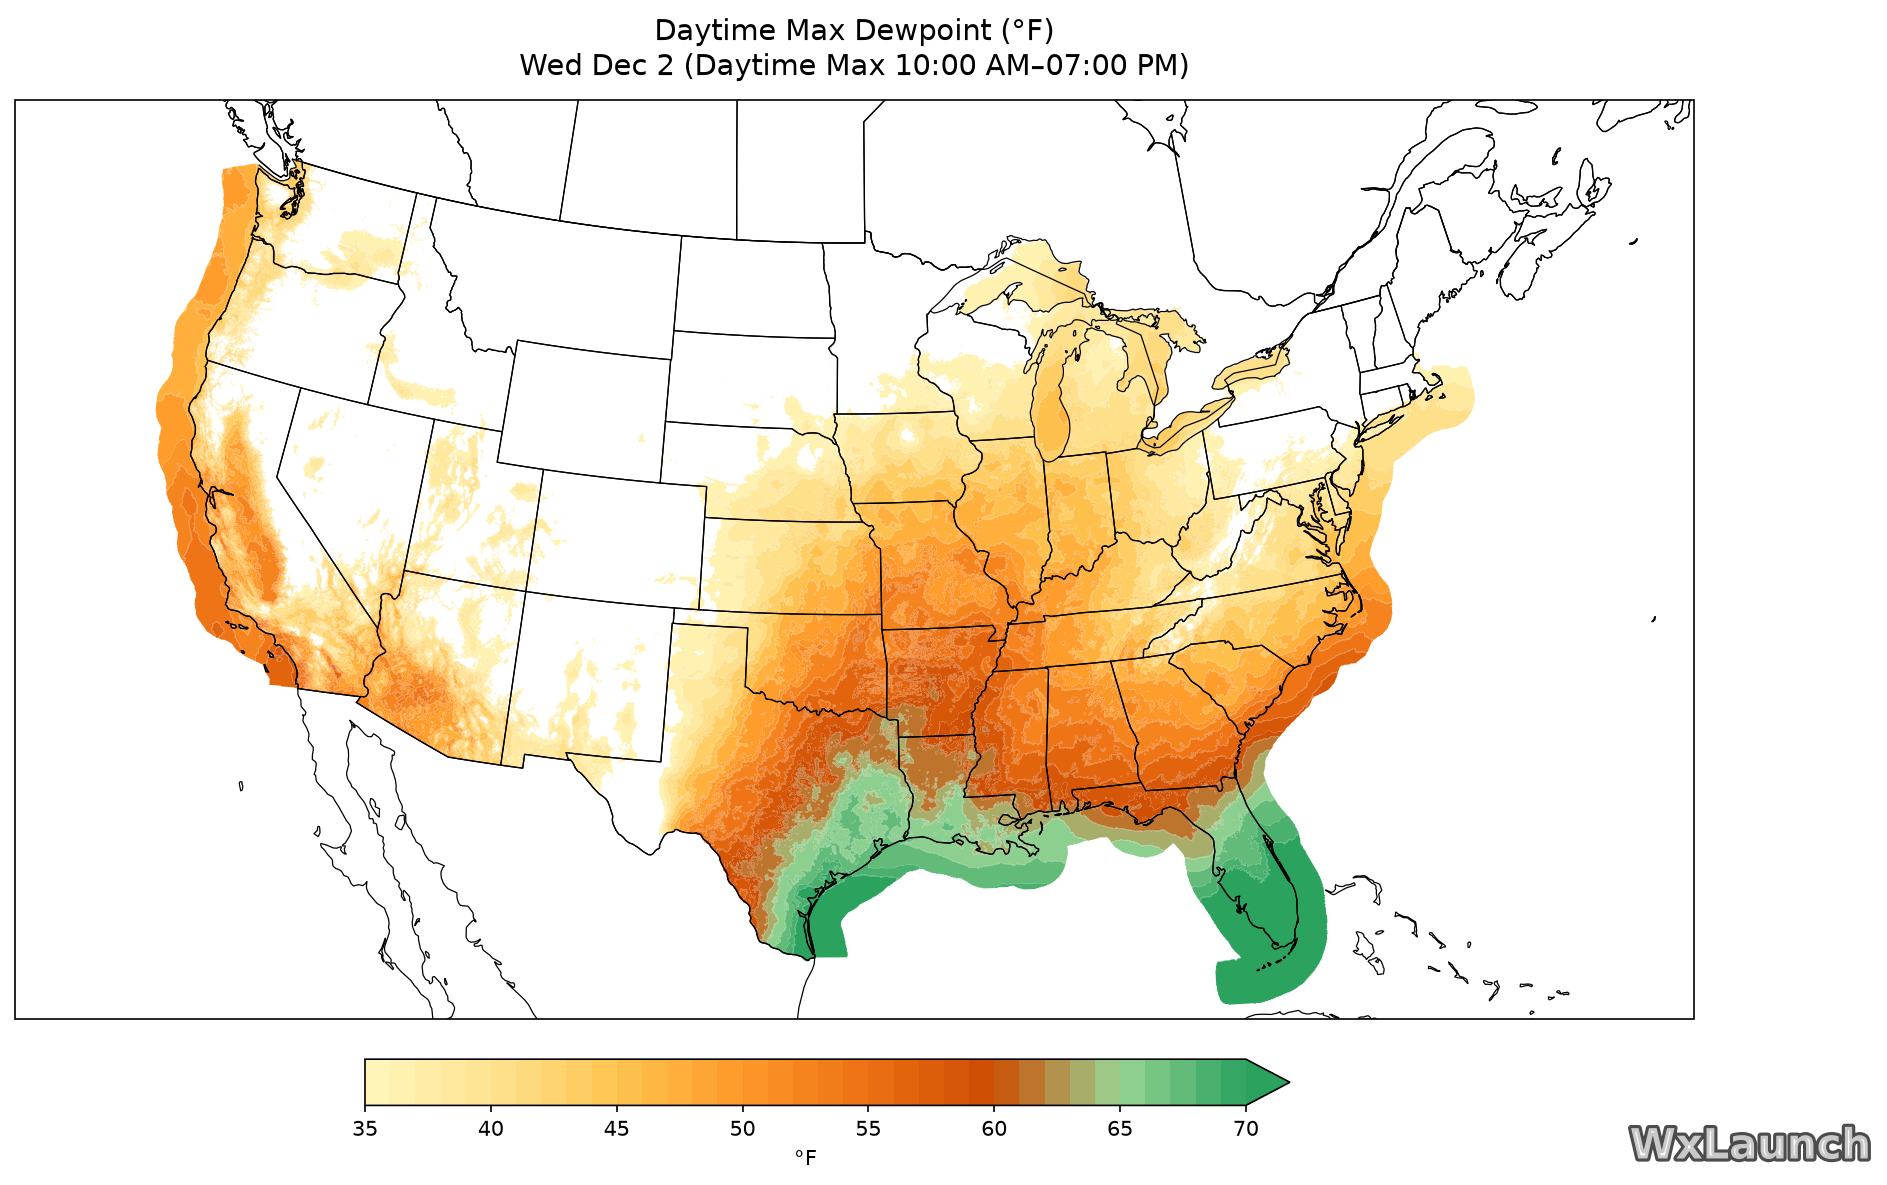 Daytime Max Dewpoint (°F)
Wed Dec 2 (Daytime Max 10:00 AM–07:00 PM)
35 40 45 50 55 60 65 70
°F
WxLaunch